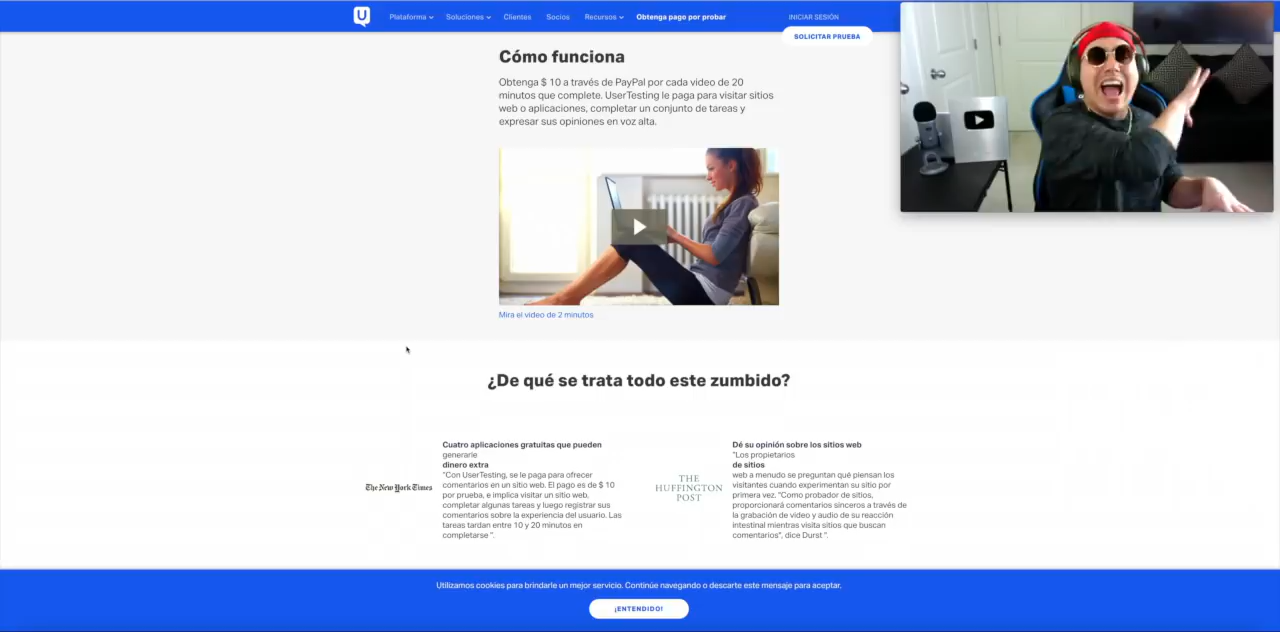 U
Plataforma
Soluciones
Clientes
Socios
Recursos
Obtenga pago por probar
INICIAR SESIÓN
SOLICITAR PRUEBA
Cómo funciona
Obtenga $ 10 a través de PayPal por cada video de 20
minutos que complete. UserTesting le paga para visitar sitios
web o aplicaciones, completar un conjunto de tareas y
expresar sus opiniones en voz alta.
Mira el video de 2 minutos
¿De qué se trata todo este zumbido?
The New York Times
Cuatro aplicaciones gratuitas que pueden
generarle
dinero extra
"Con UserTesting, se le paga para ofrecer
comentarios en un sitio web. El pago es de $ 10
por prueba, e implica visitar un sitio web,
completar algunas tareas y luego registrar sus
comentarios sobre la experiencia del usuario. Las
tareas tardan entre 10 y 20 minutos en
completarse ".
THE
HUFFINGTON
POST
Dé su opinión sobre los sitios web
"Los propietarios
de sitios
web a menudo se preguntan qué piensan los
visitantes cuando experimentan su sitio por
primera vez. "Como probador de sitios,
proporcionará comentarios sinceros a través de
la grabación de video y audio de su reacción
intestinal mientras visita sitios que buscan
comentarios", dice Durst ".
Utilizamos cookies para brindarle un mejor servicio. Continúe navegando o descarte este mensaje para aceptar.
¡ENTENDIDO!